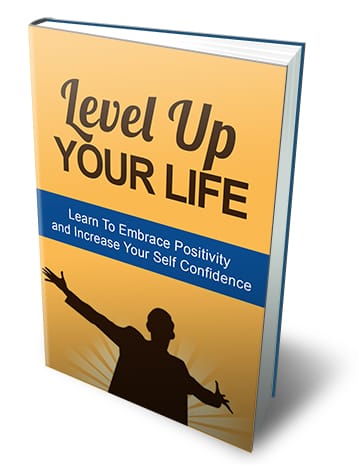 Level Up
YOUR LIFE
Learn To Embrace Positivity
and Increase Your Self Confidence